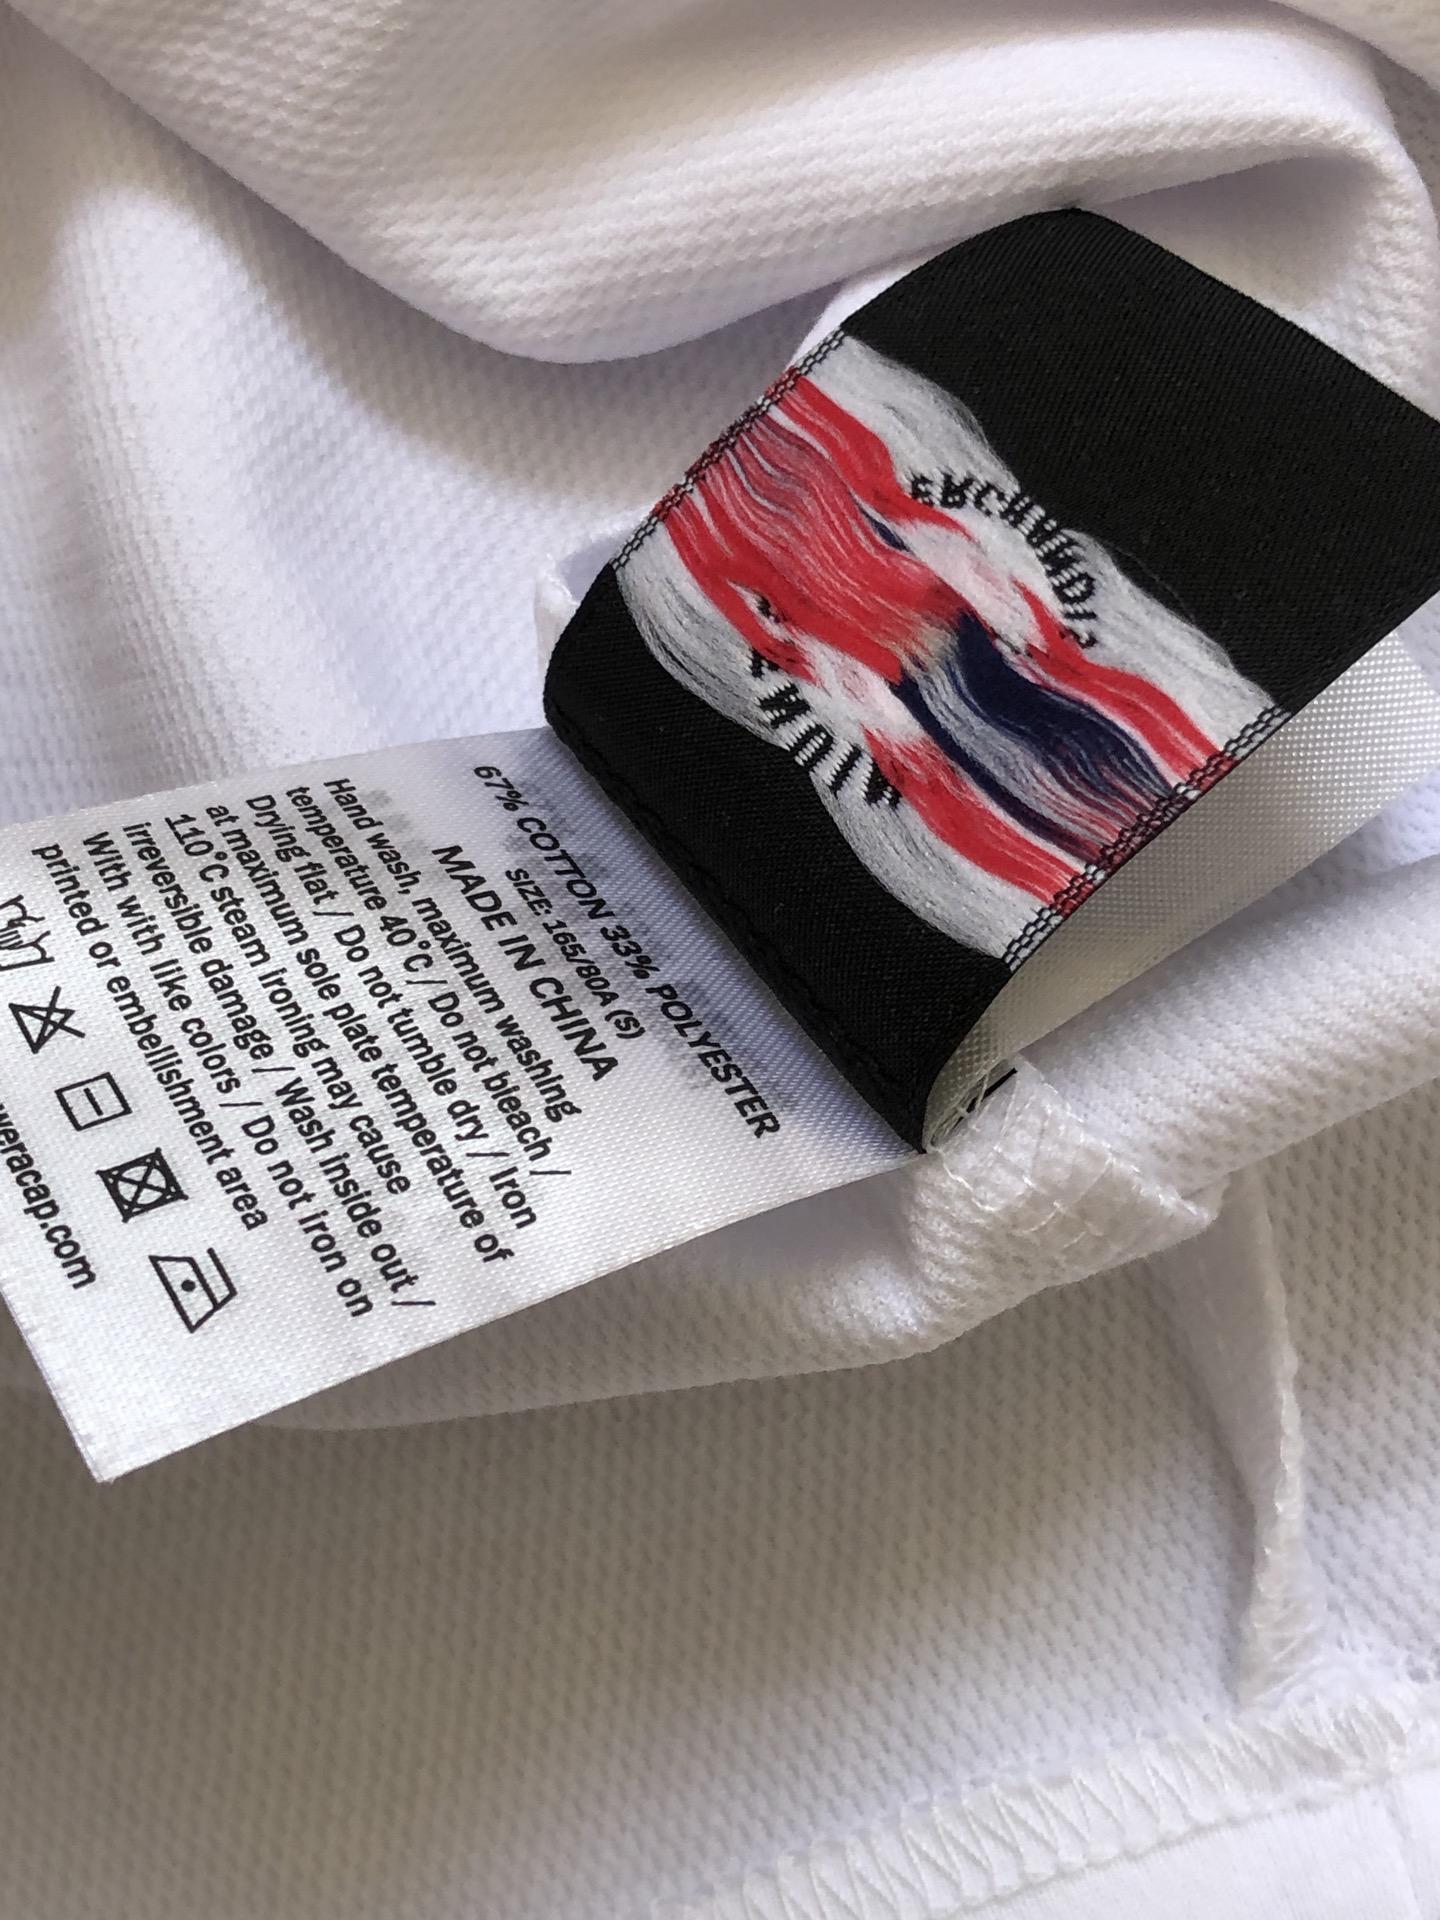 67% COTTON 33% POLYESTER
SIZE: 165/80A (S)
MADE IN CHINA
Hand wash, maximum washing
temperature 40°C / Do not bleach /
Drying flat / Do not tumble dry / Iron
at maximum sole plate temperature of
110°C steam ironing may cause
irreversible damage / Wash inside out /
With with like colors / Do not iron on
printed or embellishment area
weracap.com